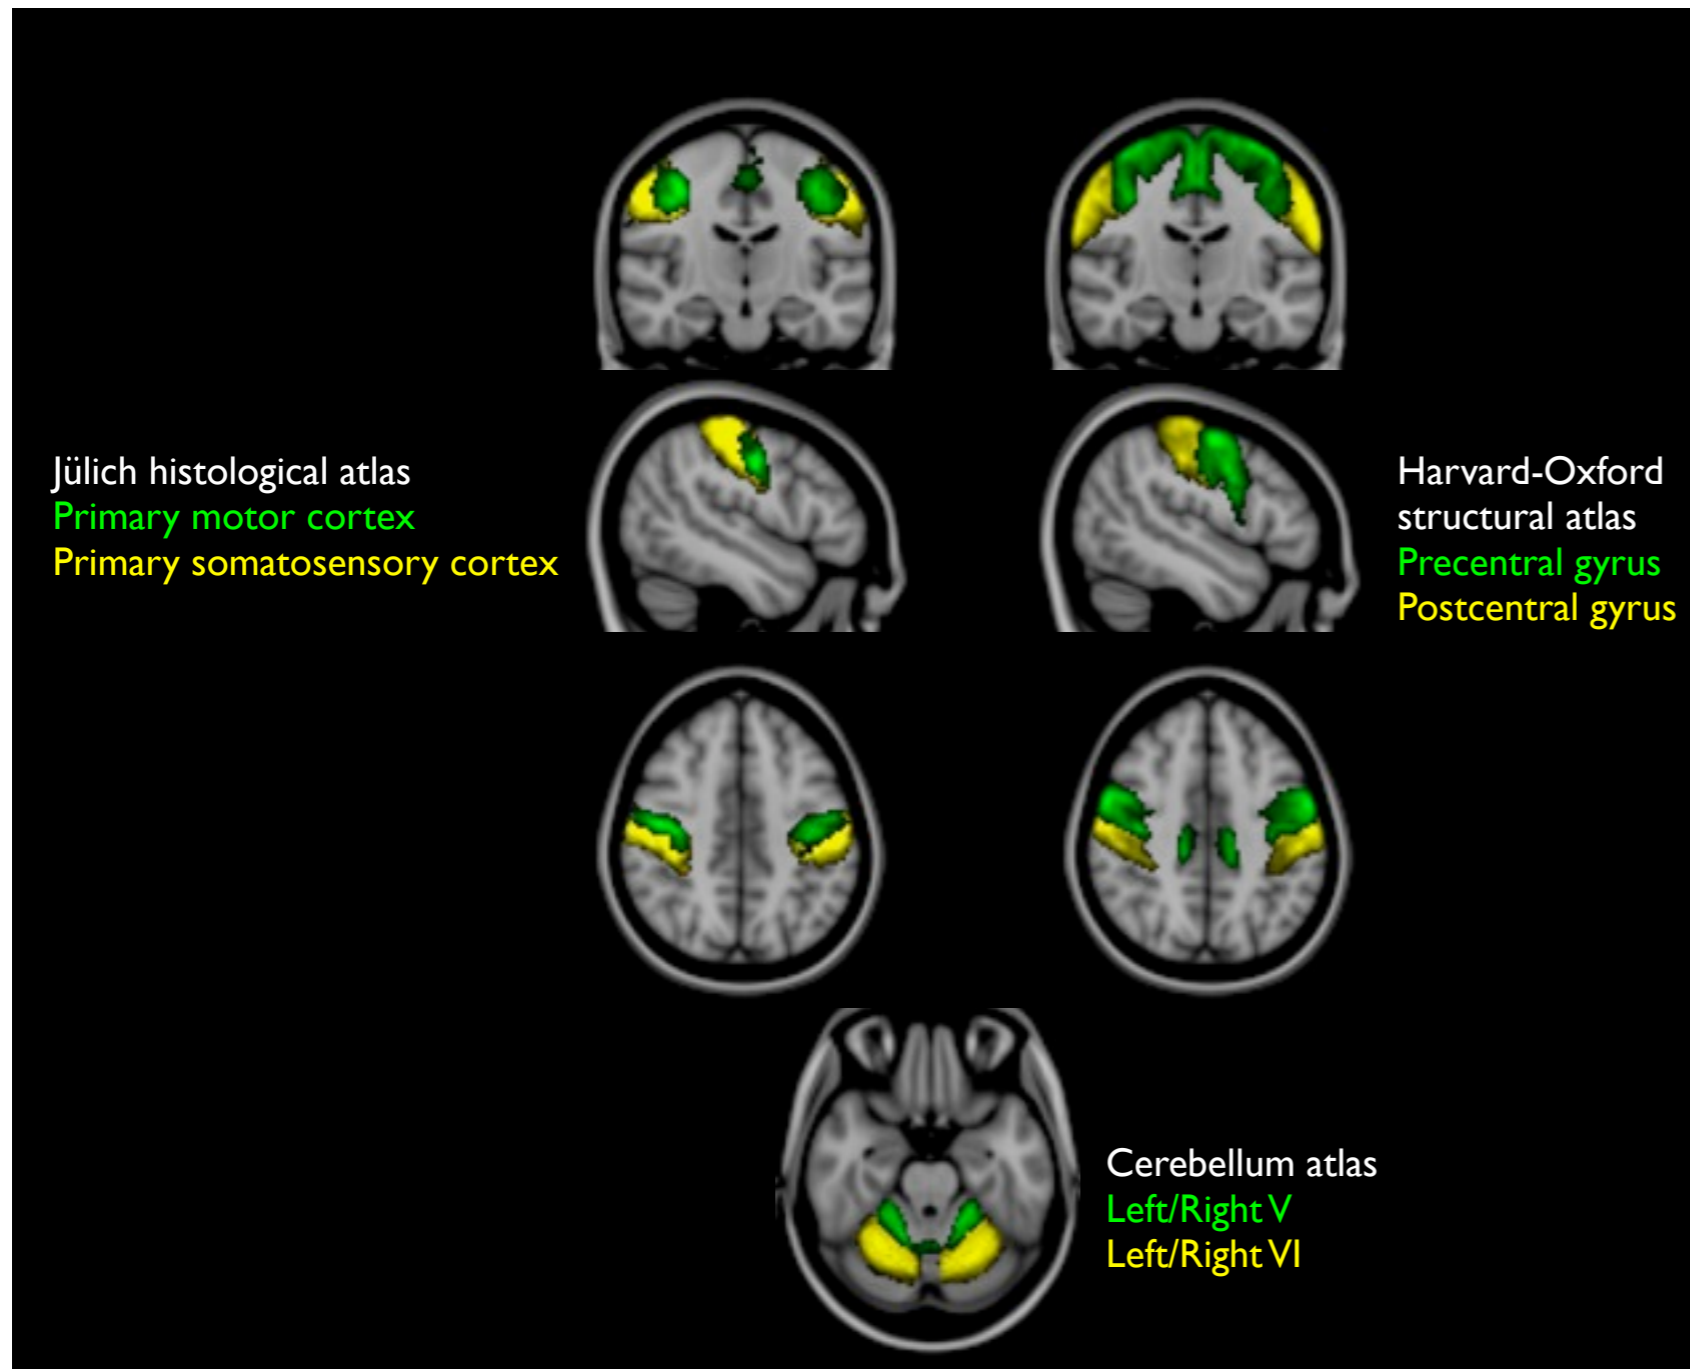 Jülich histological atlas
Primary motor cortex
Primary somatosensory cortex
Harvard-Oxford
structural atlas
Precentral gyrus
Postcentral gyrus
Cerebellum atlas
Left/Right V
Left/Right VI